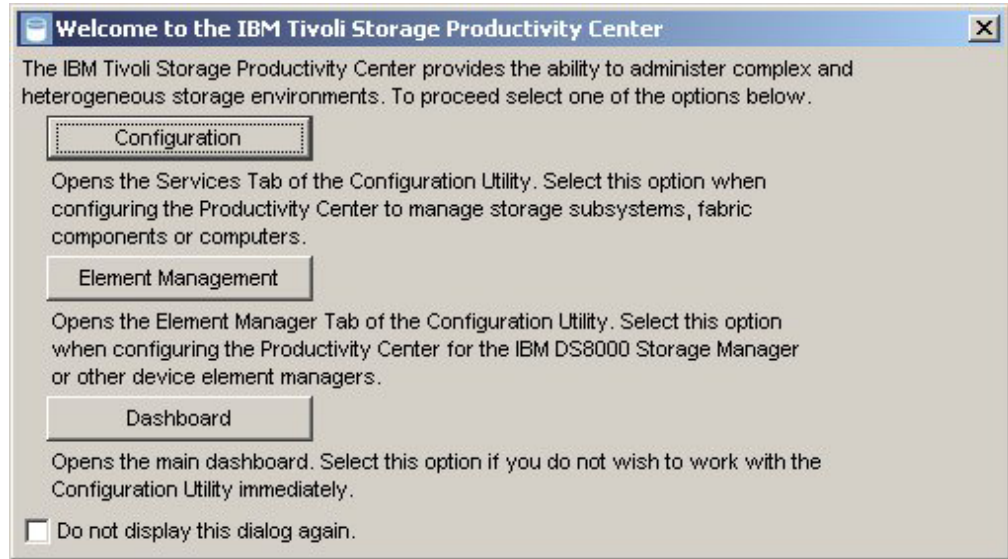 Welcome to the IBM Tivoli Storage Productivity Center
The IBM Tivoli Storage Productivity Center provides the ability to administer complex and
heterogeneous storage environments. To proceed select one of the options below.
Configuration
Opens the Services Tab of the Configuration Utility. Select this option when
configuring the Productivity Center to manage storage subsystems, fabric
components or computers.
Element Management
Opens the Element Manager Tab of the Configuration Utility. Select this option
when configuring the Productivity Center for the IBM DS8000 Storage Manager
or other device element managers.
Dashboard
Opens the main dashboard. Select this option if you do not wish to work with the
Configuration Utility immediately.
Do not display this dialog again.